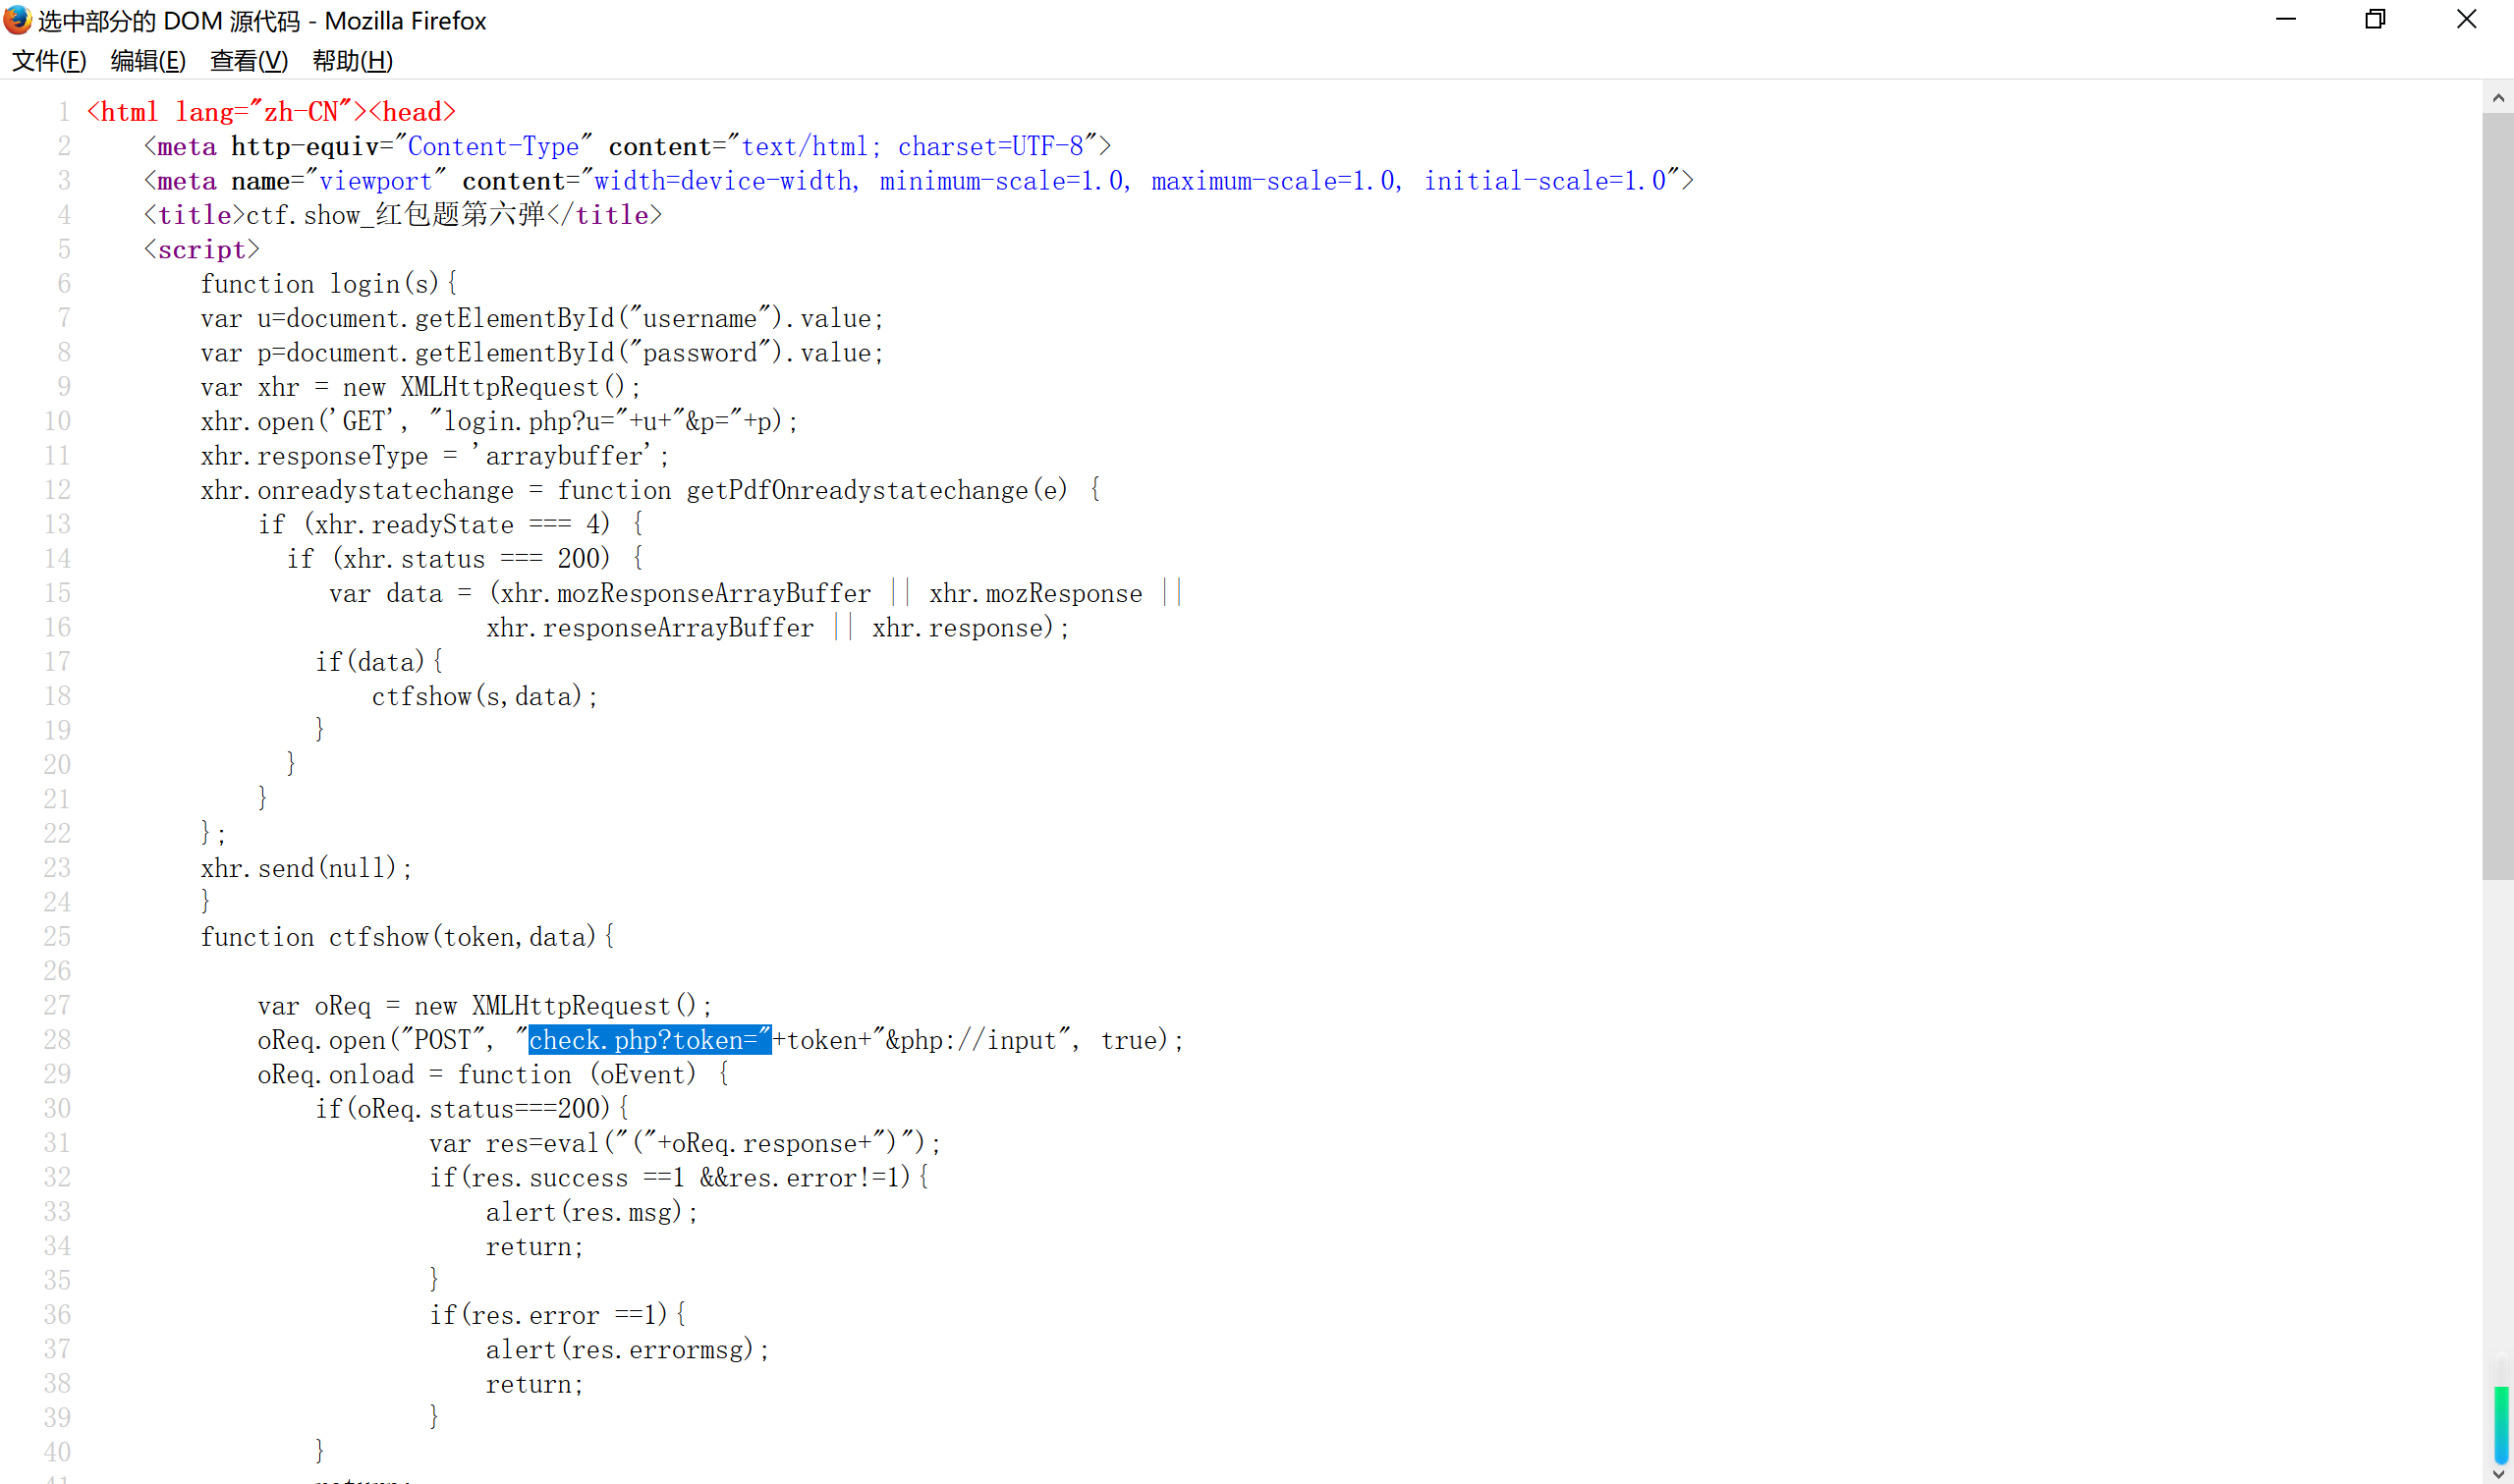 选中部分的 DOM 源代码 - Mozilla Firefox
文件(F) 编辑(E) 查看(V) 帮助(H)
1 <html lang="zh-CN"><head>
2     <meta http-equiv="Content-Type" content="text/html; charset=UTF-8">
3     <meta name="viewport" content="width=device-width, minimum-scale=1.0, maximum-scale=1.0, initial-scale=1.0">
4     <title>ctf.show_红包题第六弹</title>
5     <script>
6         function login(s){
7         var u=document.getElementById("username").value;
8         var p=document.getElementById("password").value;
9         var xhr = new XMLHttpRequest();
10         xhr.open('GET', "login.php?u="+u+"&p="+p);
11         xhr.responseType = 'arraybuffer';
12         xhr.onreadystatechange = function getPdfOnreadystatechange(e) {
13             if (xhr.readyState === 4) {
14               if (xhr.status === 200) {
15                  var data = (xhr.mozResponseArrayBuffer || xhr.mozResponse ||
16                             xhr.responseArrayBuffer || xhr.response);
17                 if(data){
18                     ctfshow(s,data);
19                 }
20               }
21             }
22         };
23         xhr.send(null);
24         }
25         function ctfshow(token,data){
26
27             var oReq = new XMLHttpRequest();
28             oReq.open("POST", "check.php?token="+token+"&php://input", true);
29             oReq.onload = function (oEvent) {
30                 if(oReq.status===200){
31                         var res=eval("("+oReq.response+")");
32                         if(res.success ==1 &&res.error!=1){
33                             alert(res.msg);
34                             return;
35                         }
36                         if(res.error ==1){
37                             alert(res.errormsg);
38                             return;
39                         }
40                 }